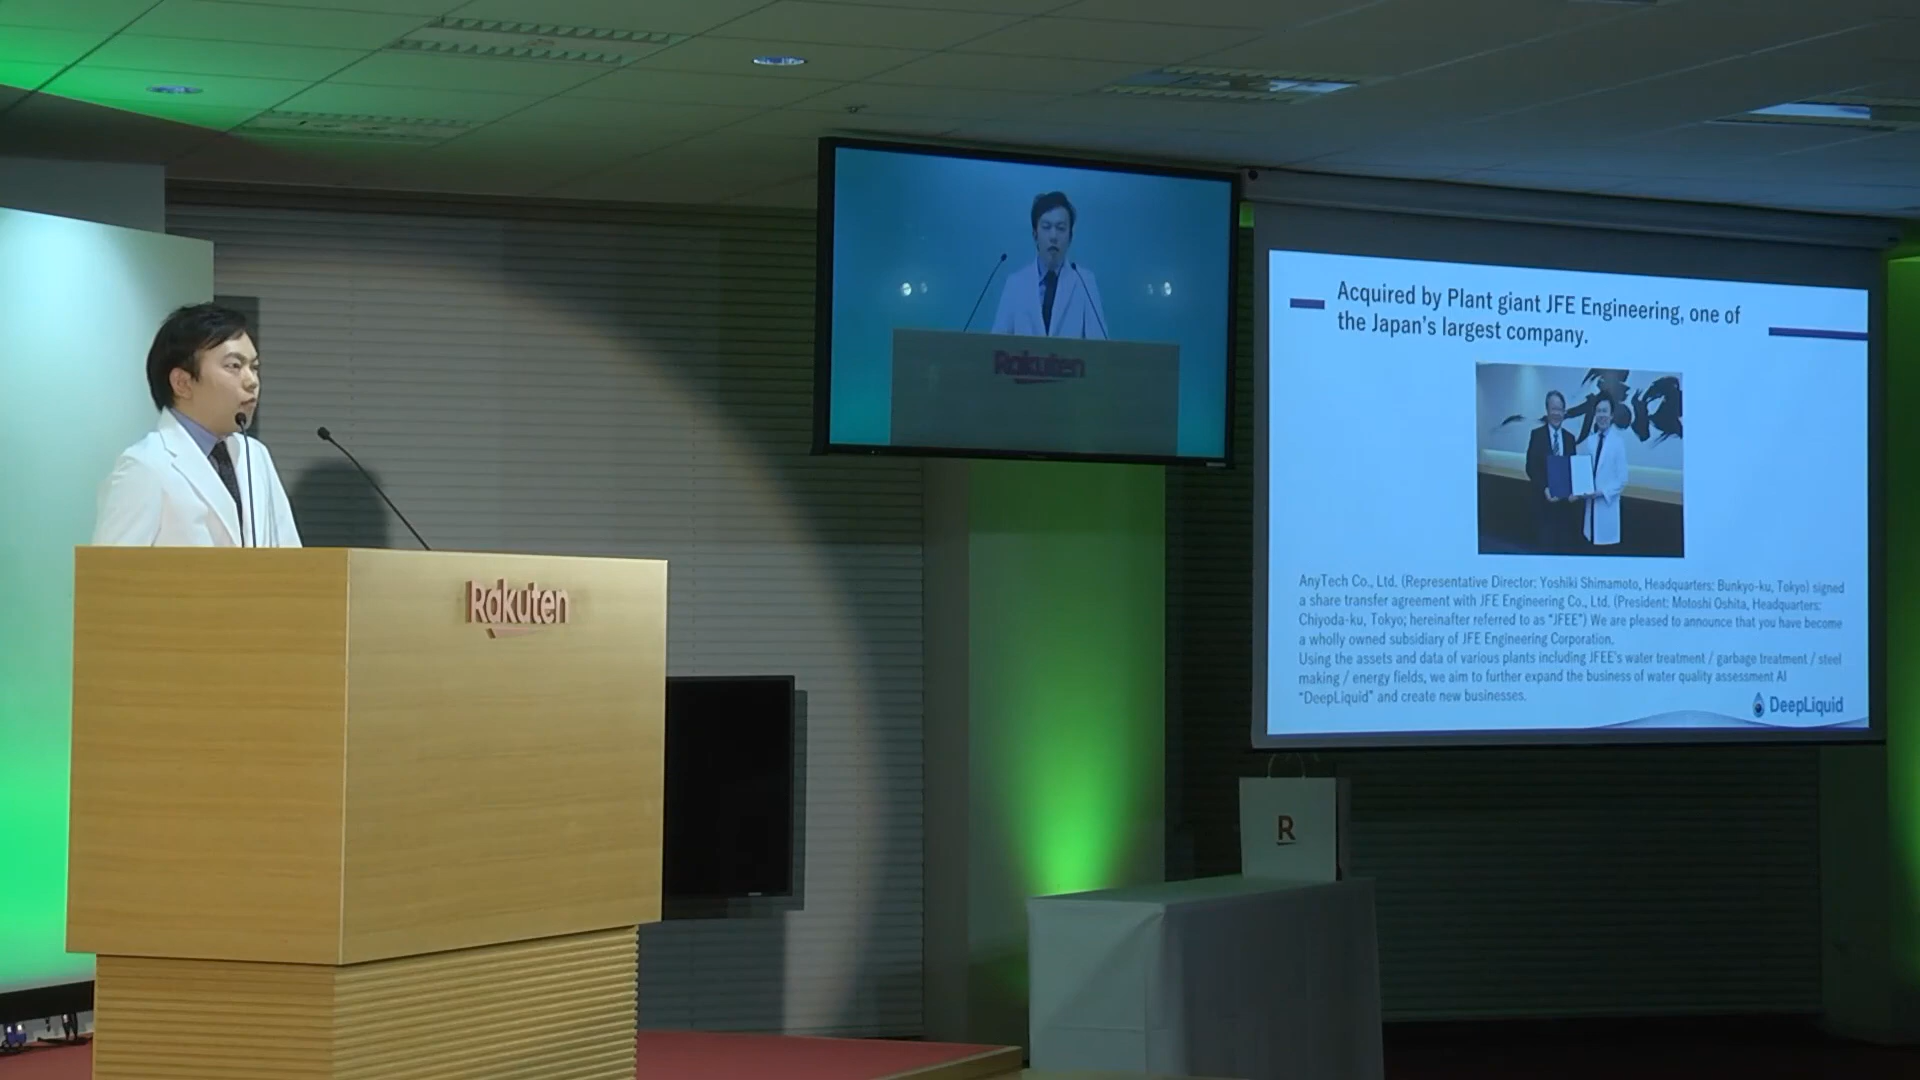 Acquired by Plant giant JFE Engineering, one of
the Japan's largest company.
AnyTech Co., Ltd. (Representative Director: Yoshiki Shimamoto, Headquarters: Bunkyo-ku, Tokyo) signed
a share transfer agreement with JFE Engineering Co., Ltd. (President: Motoshi Oshita, Headquarters:
Chiyoda-ku, Tokyo; hereinafter referred to as "JFEE") We are pleased to announce that you have become
a wholly owned subsidiary of JFE Engineering Corporation.
Using the assets and data of various plants including JFEE's water treatment / garbage treatment / steel
making / energy fields, we aim to further expand the business of water quality assessment AI
"DeepLiquid" and create new businesses.
DeepLiquid
Rakuten
Rakuten
R